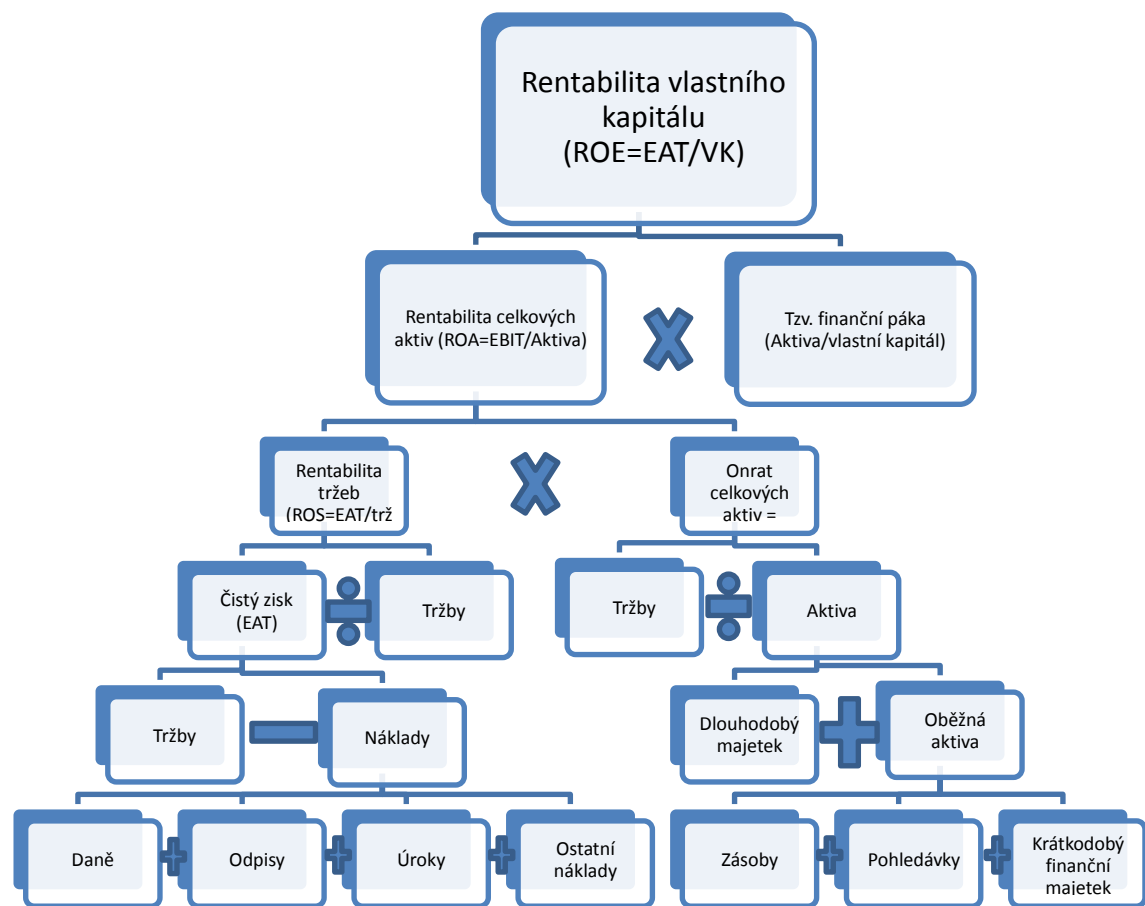 Rentabilita vlastního
kapitálu
(ROE=EAT/VK)
Rentabilita celkových
aktiv (ROA=EBIT/Aktiva)
Tzv. finanční páka
(Aktiva/vlastní kapitál)
Rentabilita
tržeb
(ROS=EAT/trž
Onrat
celkových
aktiv =
Čistý zisk
(EAT)
Tržby
Tržby
Aktiva
Tržby
Náklady
Dlouhodobý
majetek
Oběžná
aktiva
Daně
Odpisy
Úroky
Ostatní
náklady
Zásoby
Pohledávky
Krátkodobý
finanční
majetek